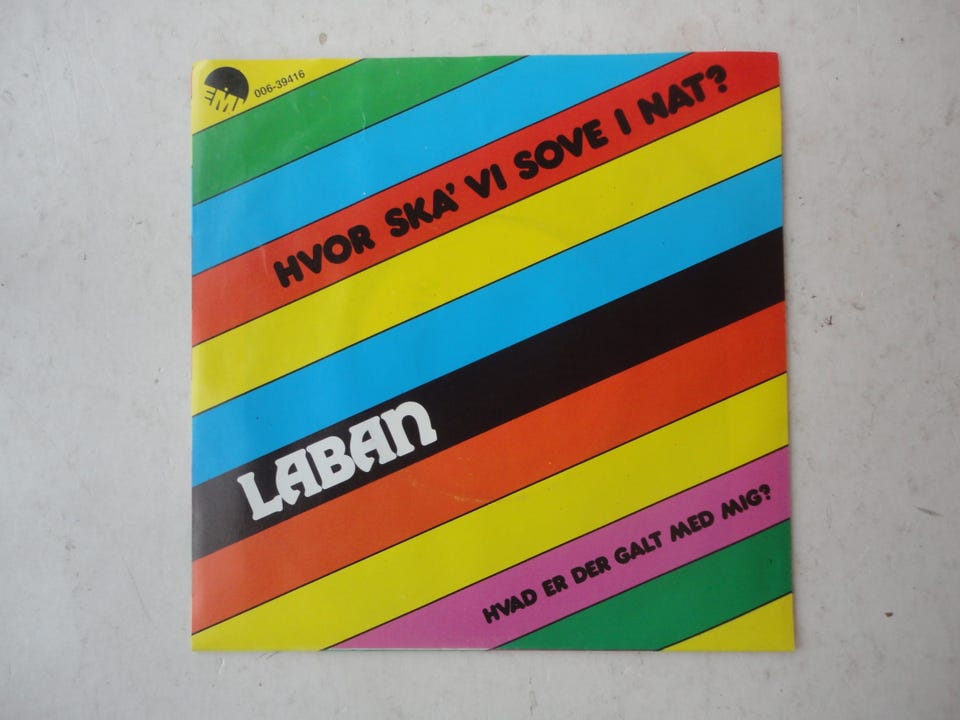 EMI
006-39416
HVOR SKA' VI SOVE I NAT?
LABAN
HVAD ER DER GALT MED MIG?